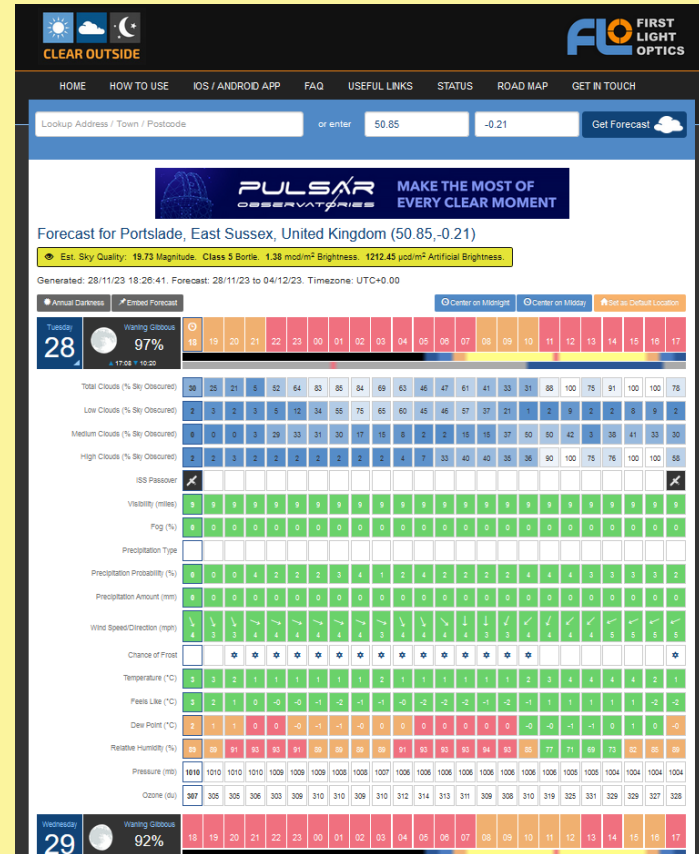 CLEAR OUTSIDE
FIRST
LIGHT
OPTICS
HOME HOW TO USE IOS / ANDROID APP FAQ USEFUL LINKS STATUS ROAD MAP GET IN TOUCH
Lookup Address / Town / Postcode or enter 50.85 -0.21 Get Forecast
PULSAR OBSERVATORIES MAKE THE MOST OF EVERY CLEAR MOMENT
Forecast for Portslade, East Sussex, United Kingdom (50.85,-0.21)
Est. Sky Quality: 19.73 Magnitude. Class 5 Bortle. 1.38 mcd/m² Brightness. 1212.45 μcd/m² Artificial Brightness.
Generated: 28/11/23 18:26:41. Forecast: 28/11/23 to 04/12/23. Timezone: UTC+0.00
Annual Darkness Embed Forecast Center on Midnight Center on Midday Set as Default Location
Tuesday 28 Waning Gibbous 97% 17:08 10:20
18 19 20 21 22 23 00 01 02 03 04 05 06 07 08 09 10 11 12 13 14 15 16 17
Total Clouds (% Sky Obscured) 30 25 21 5 52 64 83 85 84 69 63 46 47 61 41 33 31 88 100 75 91 100 100 78
Low Clouds (% Sky Obscured) 2 3 2 3 5 12 34 55 75 65 60 45 46 57 37 21 1 2 9 2 2 8 9 2
Medium Clouds (% Sky Obscured) 0 0 0 3 29 33 31 30 17 15 8 2 2 15 15 37 50 50 42 3 38 41 33 30
High Clouds (% Sky Obscured) 2 2 3 2 2 2 2 2 2 2 4 7 33 40 40 35 36 90 100 75 76 100 100 58
ISS Passover
Visibility (miles) 9 9 9 9 9 9 9 9 9 9 9 9 9 9 9 9 9 9 9 9 9 9 9 9
Fog (%) 0 0 0 0 0 0 0 0 0 0 0 0 0 0 0 0 0 0 0 0 0 0 0 0
Precipitation Type
Precipitation Probability (%) 0 0 0 4 2 2 2 3 4 1 2 4 2 2 2 2 4 4 4 3 3 3 3 2
Precipitation Amount (mm) 0 0 0 0 0 0 0 0 0 0 0 0 0 0 0 0 0 0 0 0 0 0 0 0
Wind Speed/Direction (mph) 4 3 3 4 4 4 4 4 4 3 4 4 4 4 3 3 4 4 4 4 4 5 5 5
Chance of Frost
Temperature (°C) 3 3 2 1 1 1 1 1 1 2 1 1 1 1 1 1 2 3 4 4 4 4 2 1
Feels Like (°C) 3 2 1 0 -0 -0 -1 -2 -1 -1 -0 -2 -2 -2 -1 -2 -1 1 1 1 1 1 -2 -2
Dew Point (°C) 2 1 1 0 0 -0 -1 -1 -0 0 0 0 0 0 0 0 -0 -0 -1 -1 0 1 0 -0
Relative Humidity (%) 89 89 91 93 93 91 89 89 89 89 91 93 93 93 94 93 85 77 71 69 73 82 85 89
Pressure (mb) 1010 1010 1010 1010 1009 1009 1009 1008 1008 1007 1006 1006 1006 1006 1006 1006 1006 1006 1005 1005 1004 1004 1004 1004
Ozone (du) 307 305 305 306 303 309 310 310 309 310 312 314 313 311 309 308 310 319 325 331 329 329 327 328
Wednesday 29 Waning Gibbous 92%
18 19 20 21 22 23 00 01 02 03 04 05 06 07 08 09 10 11 12 13 14 15 16 17